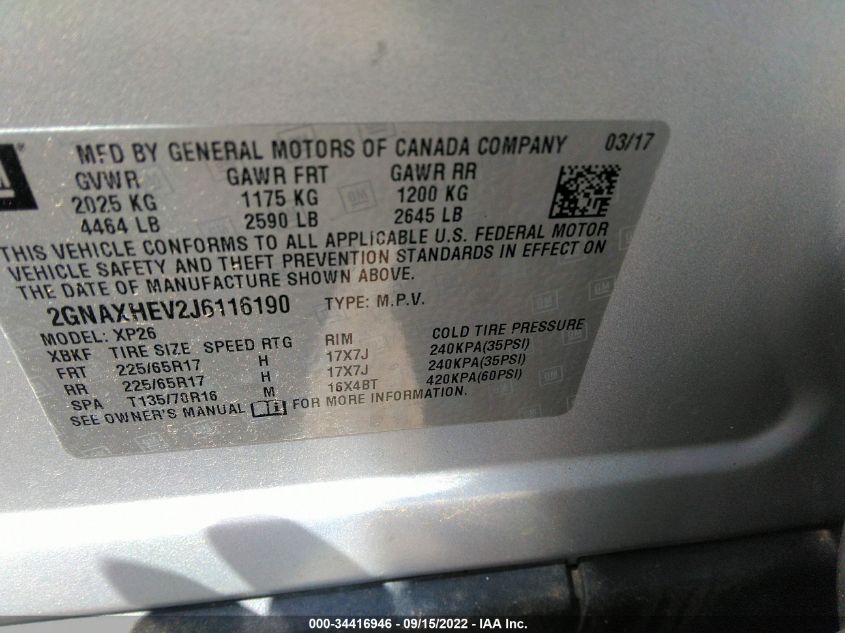 GM ®
MFD BY GENERAL MOTORS OF CANADA COMPANY 03/17
GVWR GAWR FRT GAWR RR
2025 KG 1175 KG 1200 KG
4464 LB 2590 LB 2645 LB
THIS VEHICLE CONFORMS TO ALL APPLICABLE U.S. FEDERAL MOTOR
VEHICLE SAFETY AND THEFT PREVENTION STANDARDS IN EFFECT ON
THE DATE OF MANUFACTURE SHOWN ABOVE.
2GNAXHEV2J6116190 TYPE: M.P.V.
MODEL: XP26
XBKF TIRE SIZE SPEED RTG RIM COLD TIRE PRESSURE
FRT 225/65R17 H 17X7J 240KPA(35PSI)
RR 225/65R17 H 17X7J 240KPA(35PSI)
SPA T135/70R16 M 16X4BT 420KPA(60PSI)
SEE OWNER'S MANUAL FOR MORE INFORMATION.
000-34416946 - 09/15/2022 - IAA Inc.